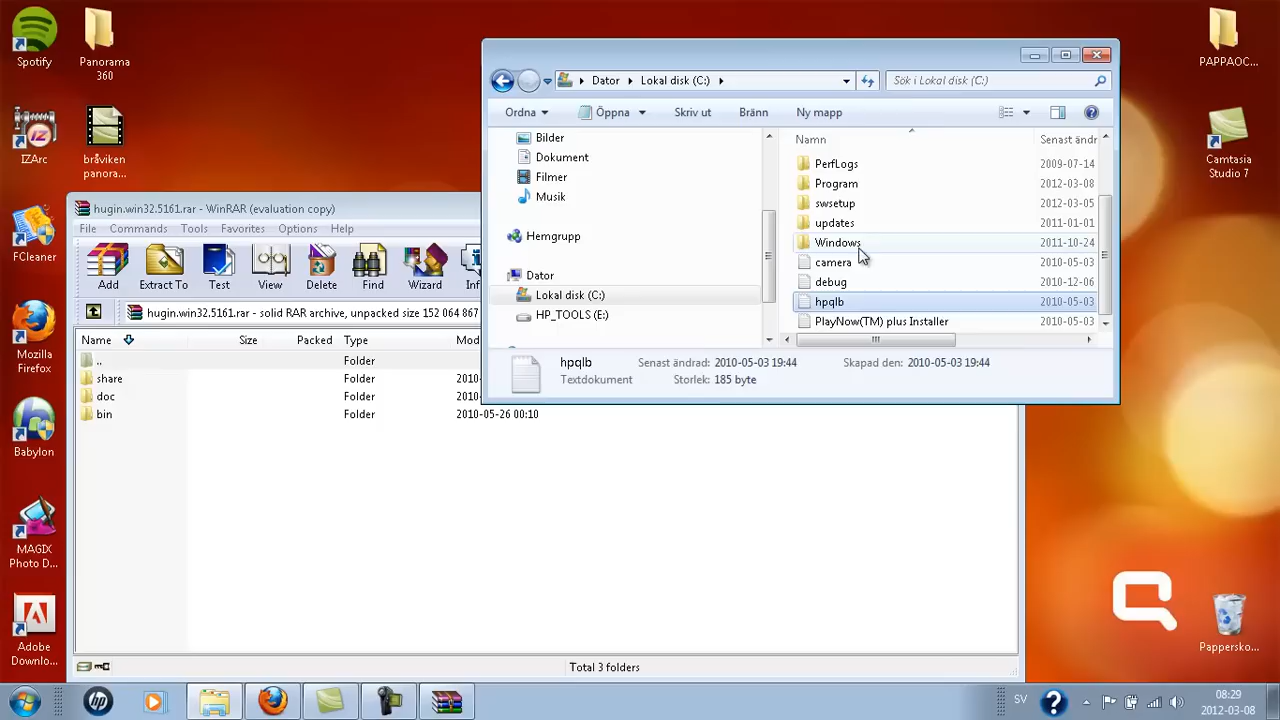 Spotify
Panorama
360
IZArc
bråviken
panora...
FCleaner
Mozilla
Firefox
Babylon
MAGIX
Photo D...
Adobe
Downlo...
PAPPAOC...
Camtasia
Studio 7
Pappersko...
Dator
Lokal disk (C:)
Sök i Lokal disk (C:)
Ordna
Öppna
Skriv ut
Bränn
Ny mapp
Bilder
Dokument
Filmer
Musik
Hemgrupp
Dator
Lokal disk (C:)
HP_TOOLS (E:)
Namn
Senast ändr
PerfLogs 2009-07-14
Program 2012-03-08
swsetup 2012-03-05
updates 2011-01-01
Windows 2011-10-24
camera 2010-05-03
debug 2010-12-06
hpqlb 2010-05-03
PlayNow(TM) plus Installer 2010-05-03
hpqlb Senast ändrad: 2010-05-03 19:44 Skapad den: 2010-05-03 19:44
Textdokument Storlek: 185 byte
hugin.win32.5161.rar - WinRAR (evaluation copy)
File Commands Tools Favorites Options Help
IZ
Add Extract To Test View Delete Find Wizard Inf
hugin.win32.5161.rar - solid RAR archive, unpacked size 152 064 867
Name Size Packed Type Mod
.. Folder
share Folder 2010-
doc Folder 2010-
bin Folder 2010-05-26 00:10
Total 3 folders
hp
SV
08:29
2012-03-08